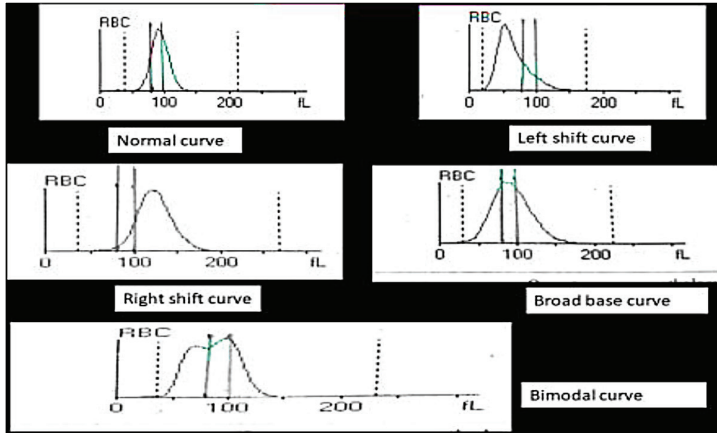 RBC
0 100 200 fL
Normal curve
RBC
0 100 200 fL
Left shift curve
RBC
0 100 200 fL
Right shift curve
RBC
0 100 200 fL
Broad base curve
RBC
0 100 200 fL
Bimodal curve